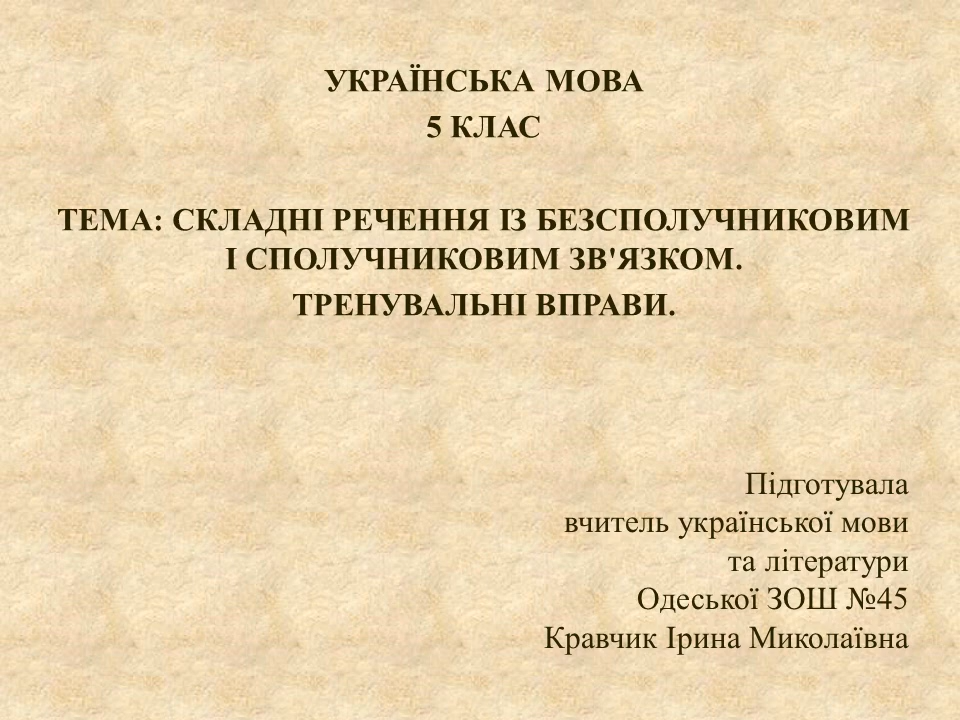 УКРАЇНСЬКА МОВА
5 КЛАС
ТЕМА: СКЛАДНІ РЕЧЕННЯ ІЗ БЕЗСПОЛУЧНИКОВИМ
І СПОЛУЧНИКОВИМ ЗВ'ЯЗКОМ.
ТРЕНУВАЛЬНІ ВПРАВИ.
Підготувала
вчитель української мови
та літератури
Одеської ЗОШ №45
Кравчик Ірина Миколаївна